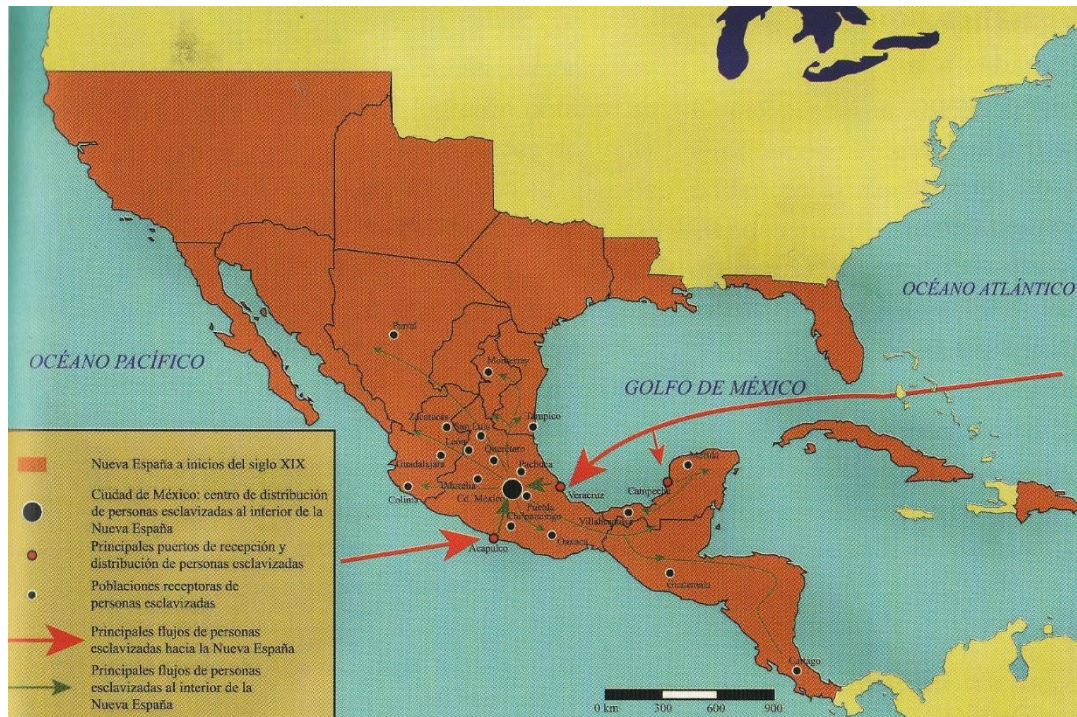 OCÉANO ATLÁNTICO
OCÉANO PACÍFICO
GOLFO DE MÉXICO
Parral
Monterrey
Zacatecas
San Luis
Tampico
León
Querétaro
Guadalajara
Pachuca
Morelia
Colima
Cd. México
Veracruz
Puebla
Chilpancingo
Acapulco
Oaxaca
Mérida
Campeche
Villahermosa
Guatemala
Cartago
Nueva España a inicios del siglo XIX
Ciudad de México: centro de distribución
de personas esclavizadas al interior de la
Nueva España
Principales puertos de recepción y
distribución de personas esclavizadas
Poblaciones receptoras de
personas esclavizadas
Principales flujos de personas
esclavizadas hacia la Nueva España
Principales flujos de personas
esclavizadas al interior de la
Nueva España
0 km 300 600 900